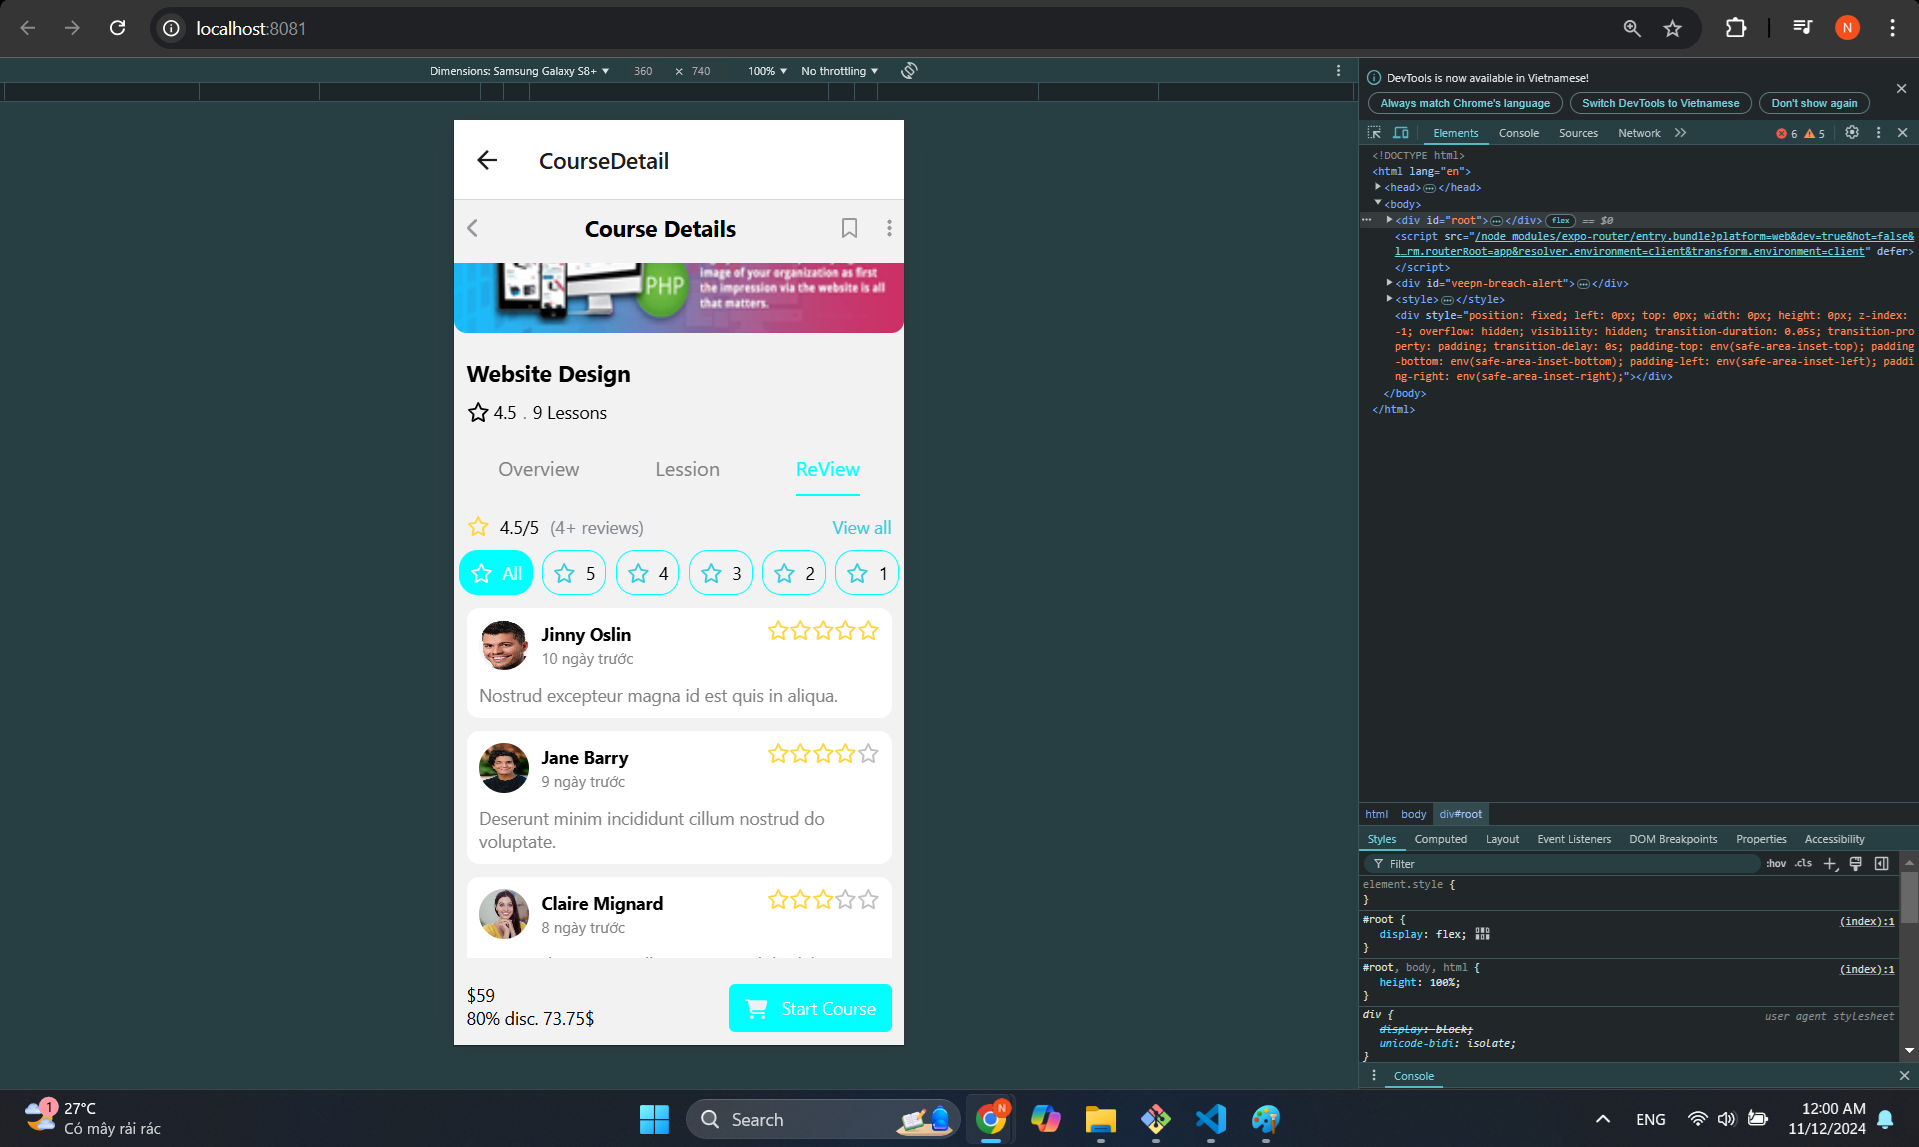 localhost:8081
N
Dimensions: Samsung Galaxy S8+ 360 × 740 100% No throttling
DevTools is now available in Vietnamese!
Always match Chrome's language Switch DevTools to Vietnamese Don't show again
Elements Console Sources Network 6 5
<!DOCTYPE html>
<html lang="en">
<head> </head>
<body>
<div id="root"> </div> flex == $0
<script src="/node_modules/expo-router/entry.bundle?platform=web&dev=true&hot=false&
l…rm.routerRoot=app&resolver.environment=client&transform.environment=client" defer>
</script>
<div id="veepn-breach-alert"> </div>
<style> </style>
<div style="position: fixed; left: 0px; top: 0px; width: 0px; height: 0px; z-index:
-1; overflow: hidden; visibility: hidden; transition-duration: 0.05s; transition-pro
perty: padding; transition-delay: 0s; padding-top: env(safe-area-inset-top); padding
-bottom: env(safe-area-inset-bottom); padding-left: env(safe-area-inset-left); paddi
ng-right: env(safe-area-inset-right);"></div>
</body>
</html>
CourseDetail
Course Details
image of your organization as first
the impression via the website is all
that matters.
PHP
Website Design
4.5 . 9 Lessons
Overview Lession ReView
4.5/5 (4+ reviews) View all
All 5 4 3 2 1
Jinny Oslin
10 ngày trước
Nostrud excepteur magna id est quis in aliqua.
Jane Barry
9 ngày trước
Deserunt minim incididunt cillum nostrud do
voluptate.
Claire Mignard
8 ngày trước
$59
80% disc. 73.75$
Start Course
html body div#root
Styles Computed Layout Event Listeners DOM Breakpoints Properties Accessibility
Filter :hov .cls
element.style {
}
#root { (index):1
display: flex;
}
#root, body, html { (index):1
height: 100%;
}
div { user agent stylesheet
display: block;
unicode-bidi: isolate;
}
Console
1
27°C
Có mây rải rác
Search
N
ENG
12:00 AM
11/12/2024